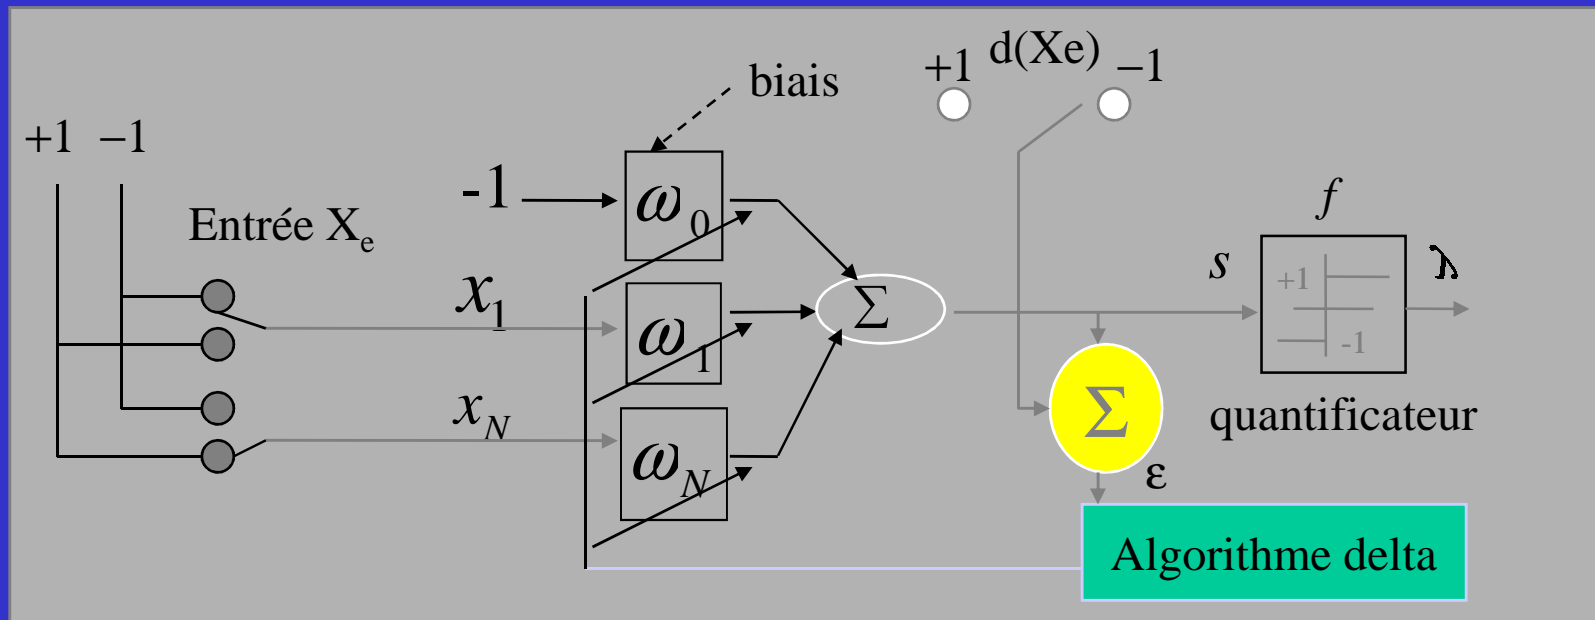 biais
+1 d(Xe) −1
+1 −1
-1
ω0
Entrée Xe
f
x1
ω1
Σ
s
+1
-1
xN
ωN
Σ
quantificateur
ε
Algorithme delta